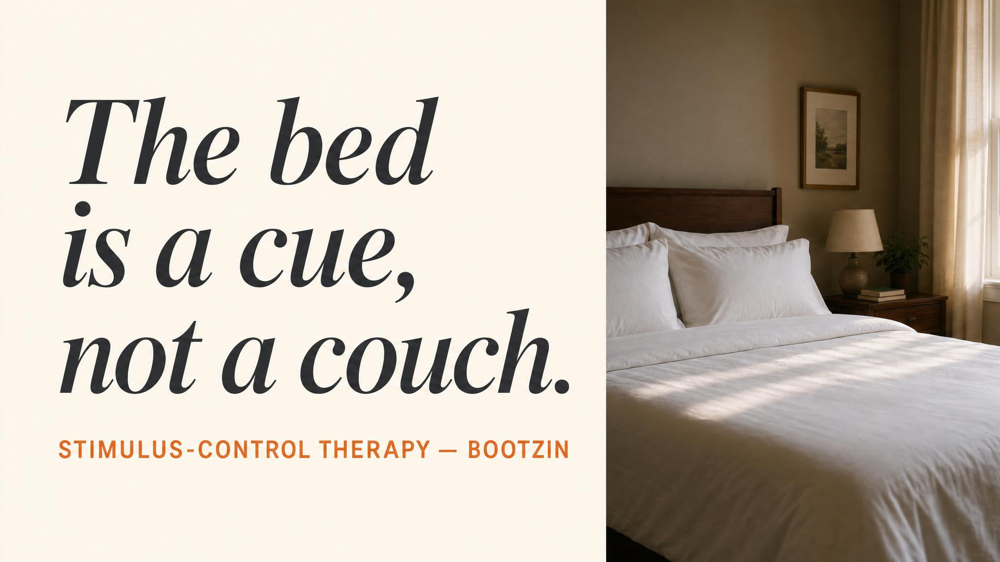 The bed
is a cue,
not a couch.
STIMULUS-CONTROL THERAPY — BOOTZIN